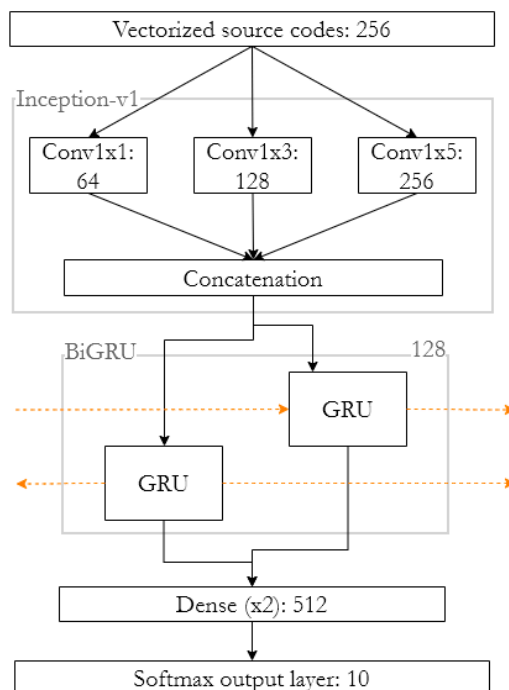 Vectorized source codes: 256
Inception-v1
Conv1x1:
64
Conv1x3:
128
Conv1x5:
256
Concatenation
BiGRU
128
GRU
GRU
Dense (x2): 512
Softmax output layer: 10